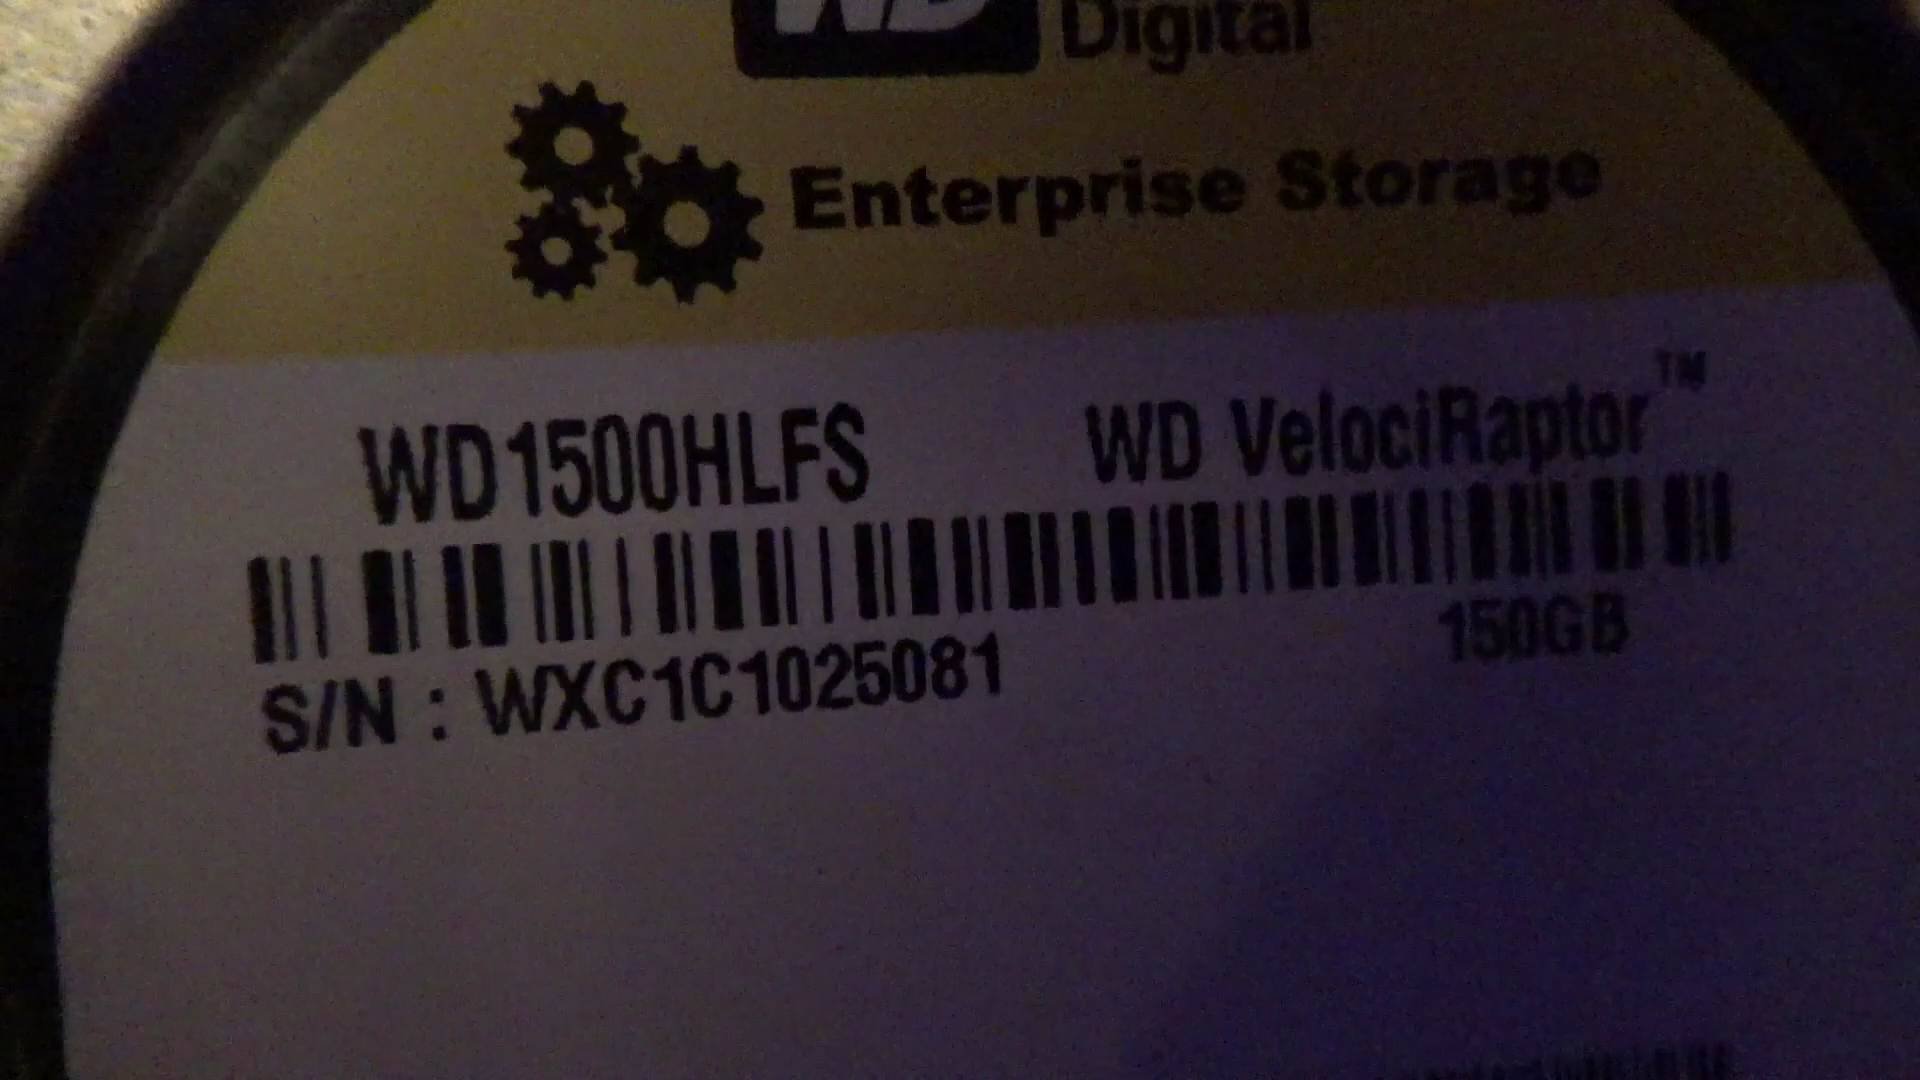 WD Digital
Enterprise Storage
WD1500HLFS WD VelociRaptor™
150GB
S/N : WXC1C1025081